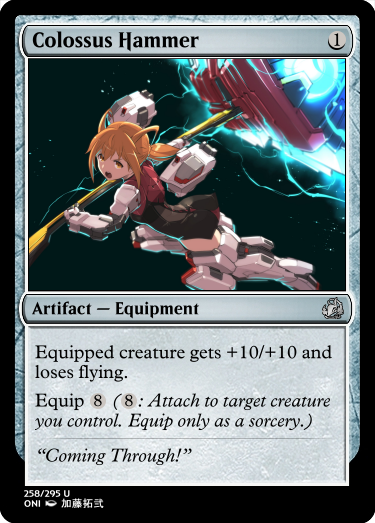 Colossus Hammer 1
Artifact — Equipment
Equipped creature gets +10/+10 and
loses flying.
Equip 8 (8: Attach to target creature
you control. Equip only as a sorcery.)
“Coming Through!”
258/295 U
ONI 加藤拓弐